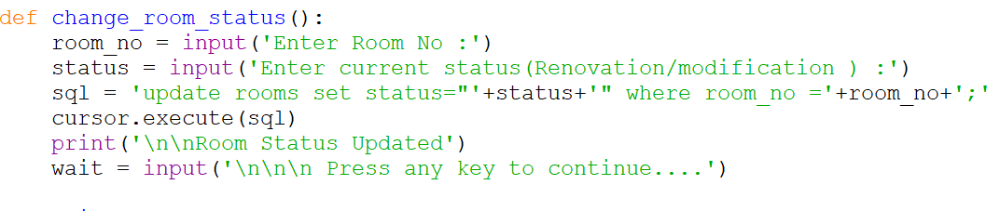 def change_room_status():
    room_no = input('Enter Room No :')
    status = input('Enter current status(Renovation/modification ) :')
    sql = 'update rooms set status="'+status+'" where room_no ='+room_no+';'
    cursor.execute(sql)
    print('\n\nRoom Status Updated')
    wait = input('\n\n\n Press any key to continue....')